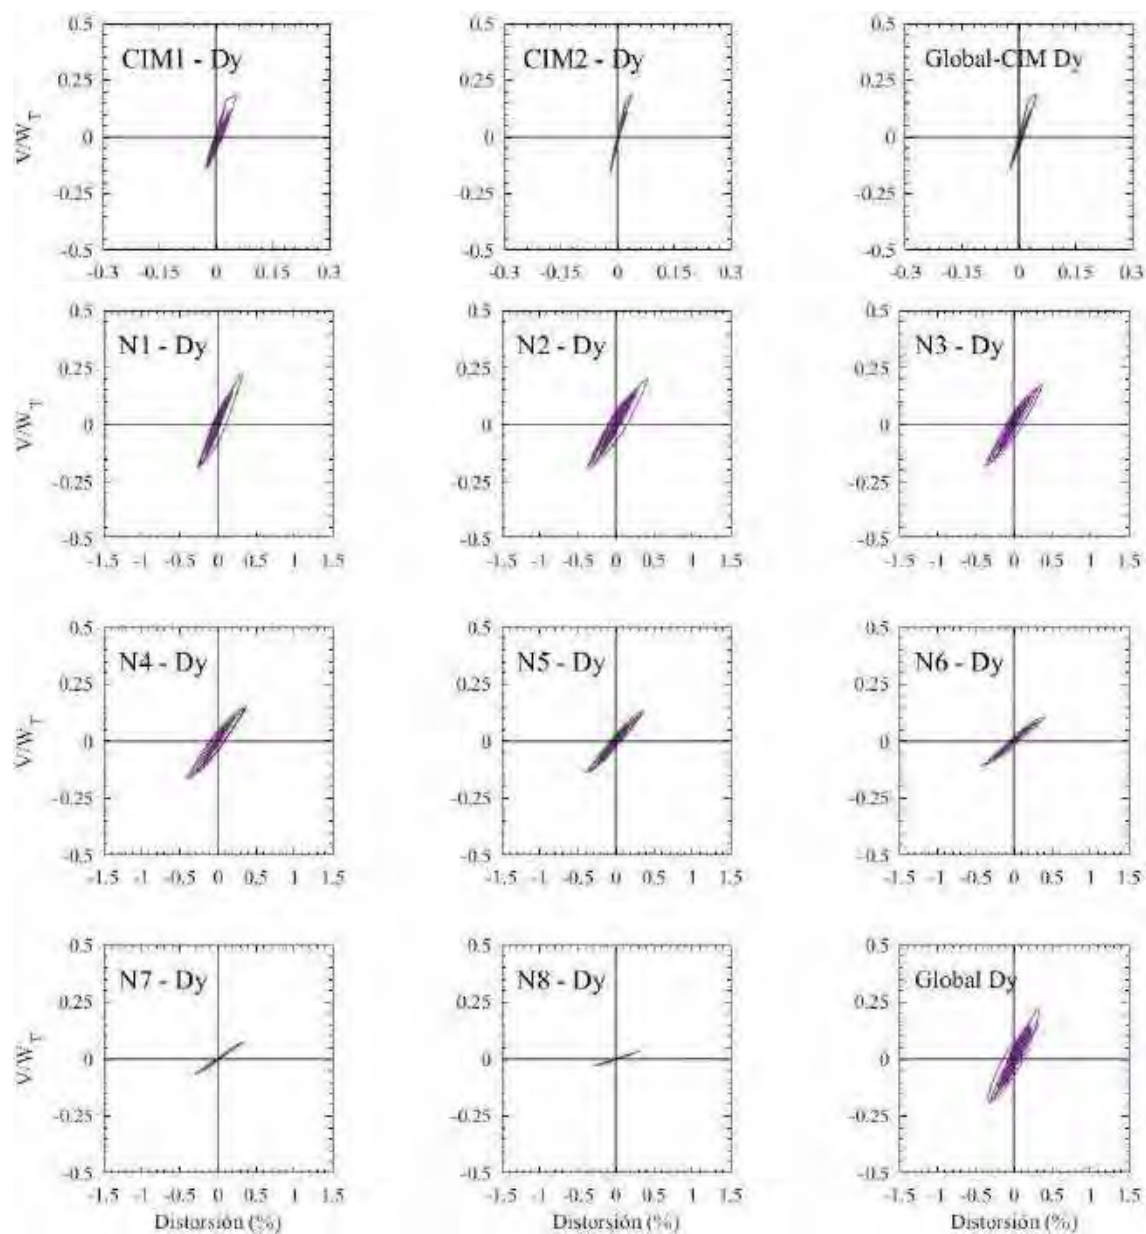 0.5 0.5 0.5
CIM1 - Dy CIM2 - Dy Global-CIM Dy
0.25 0.25 0.25
V/W_T
0 0 0
-0.25 -0.25 -0.25
-0.5 -0.5 -0.5
-0.3 -0.15 0 0.15 0.3 -0.3 -0.15 0 0.15 0.3 -0.3 -0.15 0 0.15 0.3
0.5 0.5 0.5
N1 - Dy N2 - Dy N3 - Dy
0.25 0.25 0.25
V/W_T
0 0 0
-0.25 -0.25 -0.25
-0.5 -0.5 -0.5
-1.5 -1 -0.5 0 0.5 1 1.5 -1.5 -1 -0.5 0 0.5 1 1.5 -1.5 -1 -0.5 0 0.5 1 1.5
0.5 0.5 0.5
N4 - Dy N5 - Dy N6 - Dy
0.25 0.25 0.25
V/W_T
0 0 0
-0.25 -0.25 -0.25
-0.5 -0.5 -0.5
-1.5 -1 -0.5 0 0.5 1 1.5 -1.5 -1 -0.5 0 0.5 1 1.5 -1.5 -1 -0.5 0 0.5 1 1.5
0.5 0.5 0.5
N7 - Dy N8 - Dy Global Dy
0.25 0.25 0.25
V/W_T
0 0 0
-0.25 -0.25 -0.25
-0.5 -0.5 -0.5
-1.5 -1 -0.5 0 0.5 1 1.5 -1.5 -1 -0.5 0 0.5 1 1.5 -1.5 -1 -0.5 0 0.5 1 1.5
Distorsión (%) Distorsión (%) Distorsión (%)